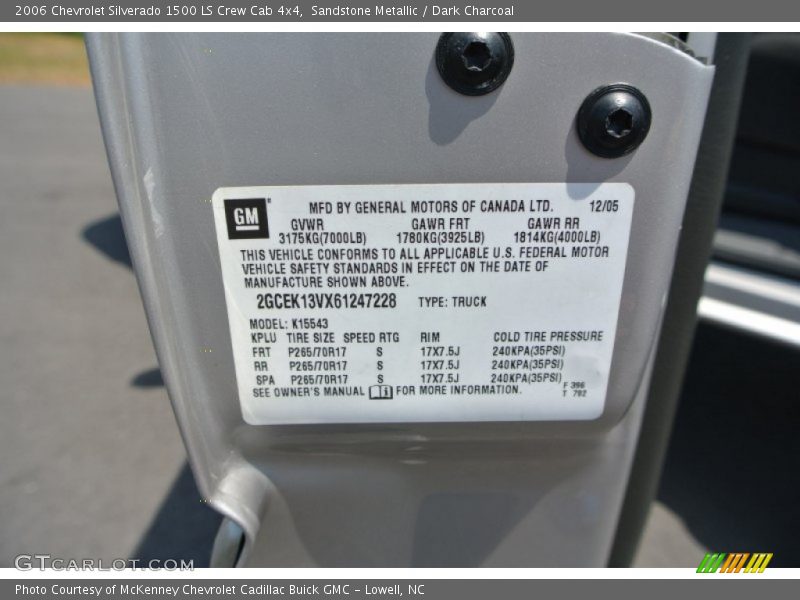 2006 Chevrolet Silverado 1500 LS Crew Cab 4x4, Sandstone Metallic / Dark Charcoal
GM
MFD BY GENERAL MOTORS OF CANADA LTD. 12/05
GVWR GAWR FRT GAWR RR
3175KG(7000LB) 1780KG(3925LB) 1814KG(4000LB)
THIS VEHICLE CONFORMS TO ALL APPLICABLE U.S. FEDERAL MOTOR
VEHICLE SAFETY STANDARDS IN EFFECT ON THE DATE OF
MANUFACTURE SHOWN ABOVE.
2GCEK13VX61247228 TYPE: TRUCK
MODEL: K15543
KPLU TIRE SIZE SPEED RTG RIM COLD TIRE PRESSURE
FRT P265/70R17 S 17X7.5J 240KPA(35PSI)
RR P265/70R17 S 17X7.5J 240KPA(35PSI)
SPA P265/70R17 S 17X7.5J 240KPA(35PSI)
SEE OWNER'S MANUAL FOR MORE INFORMATION.
F 396
T 792
GTcarlot.com
Photo Courtesy of McKenney Chevrolet Cadillac Buick GMC - Lowell, NC